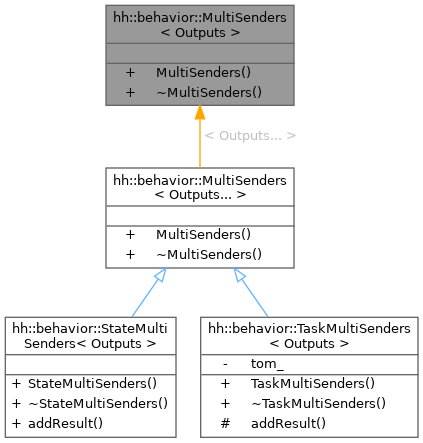 hh::behavior::MultiSenders
< Outputs >
+ MultiSenders()
+ ~MultiSenders()
< Outputs... >
hh::behavior::MultiSenders
< Outputs... >
+ MultiSenders()
+ ~MultiSenders()
hh::behavior::StateMulti
Senders< Outputs >
+ StateMultiSenders()
+ ~StateMultiSenders()
+ addResult()
hh::behavior::TaskMultiSenders
< Outputs >
- tom_
+ TaskMultiSenders()
+ ~TaskMultiSenders()
# addResult()